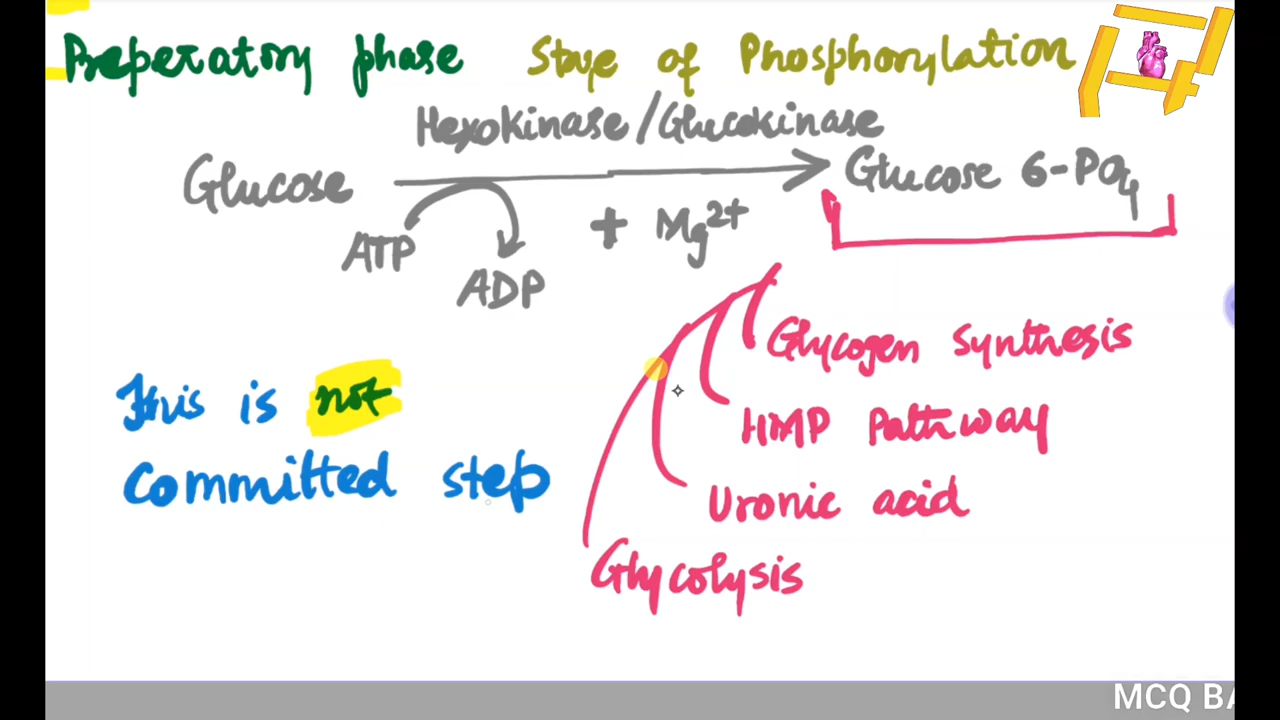 Preperatory phase Stage of Phosphorylation
Hexokinase/Glucokinase
Glucose Glucose 6-PO4
ATP + Mg2+
ADP
Glycogen synthesis
This is not HMP Pathway
Committed step Uronic acid
Glycolysis
MCQ BA